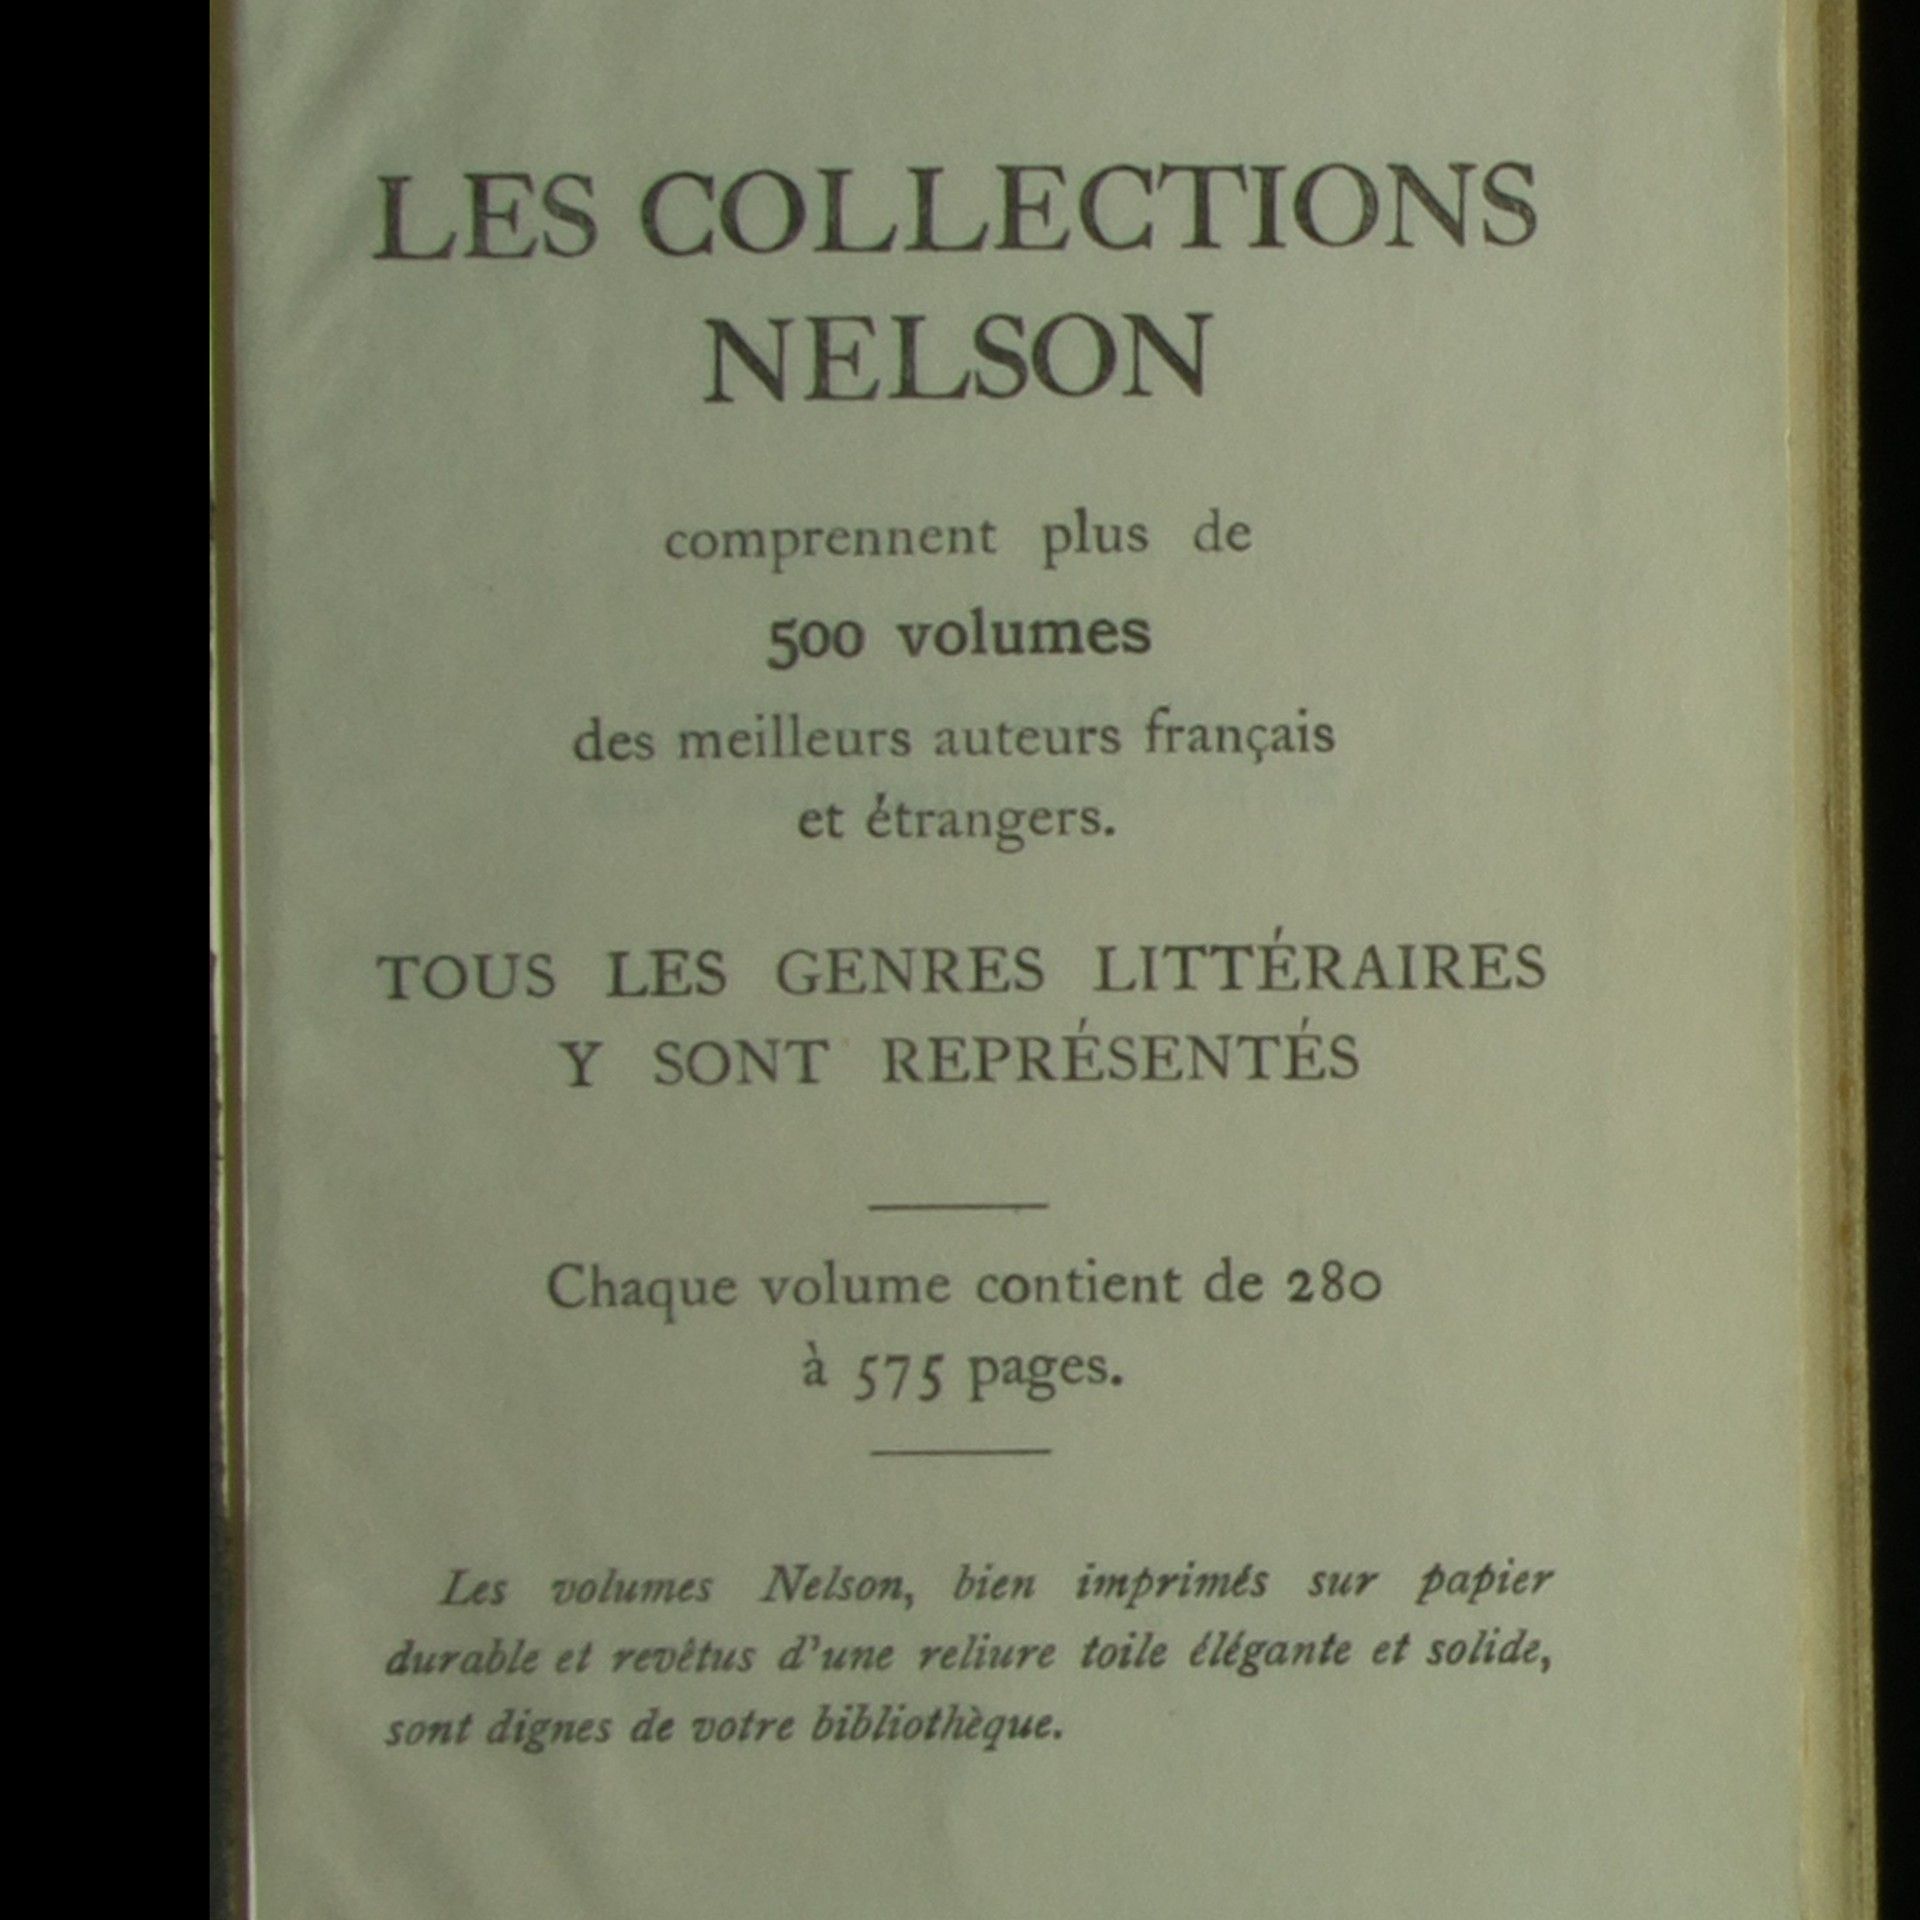 LES COLLECTIONS
NELSON
comprennent plus de
500 volumes
des meilleurs auteurs français
et étrangers.
TOUS LES GENRES LITTÉRAIRES
Y SONT REPRÉSENTÉS
Chaque volume contient de 280
à 575 pages.
Les volumes Nelson, bien imprimés sur papier
durable et revêtus d'une reliure toile élégante et solide,
sont dignes de votre bibliothèque.